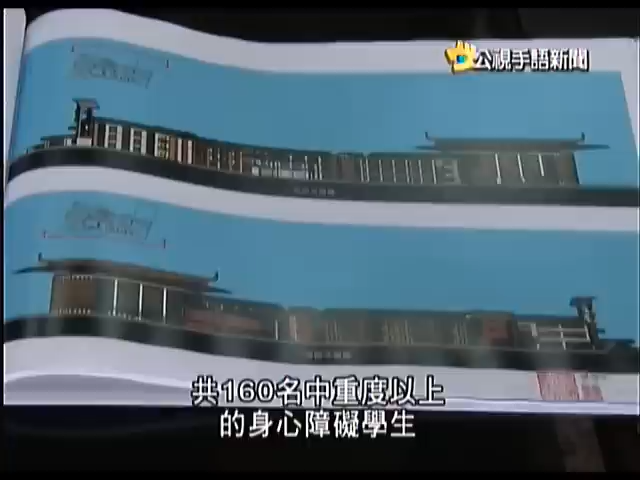 公視手語新聞
共160名中重度以上
的身心障礙學生